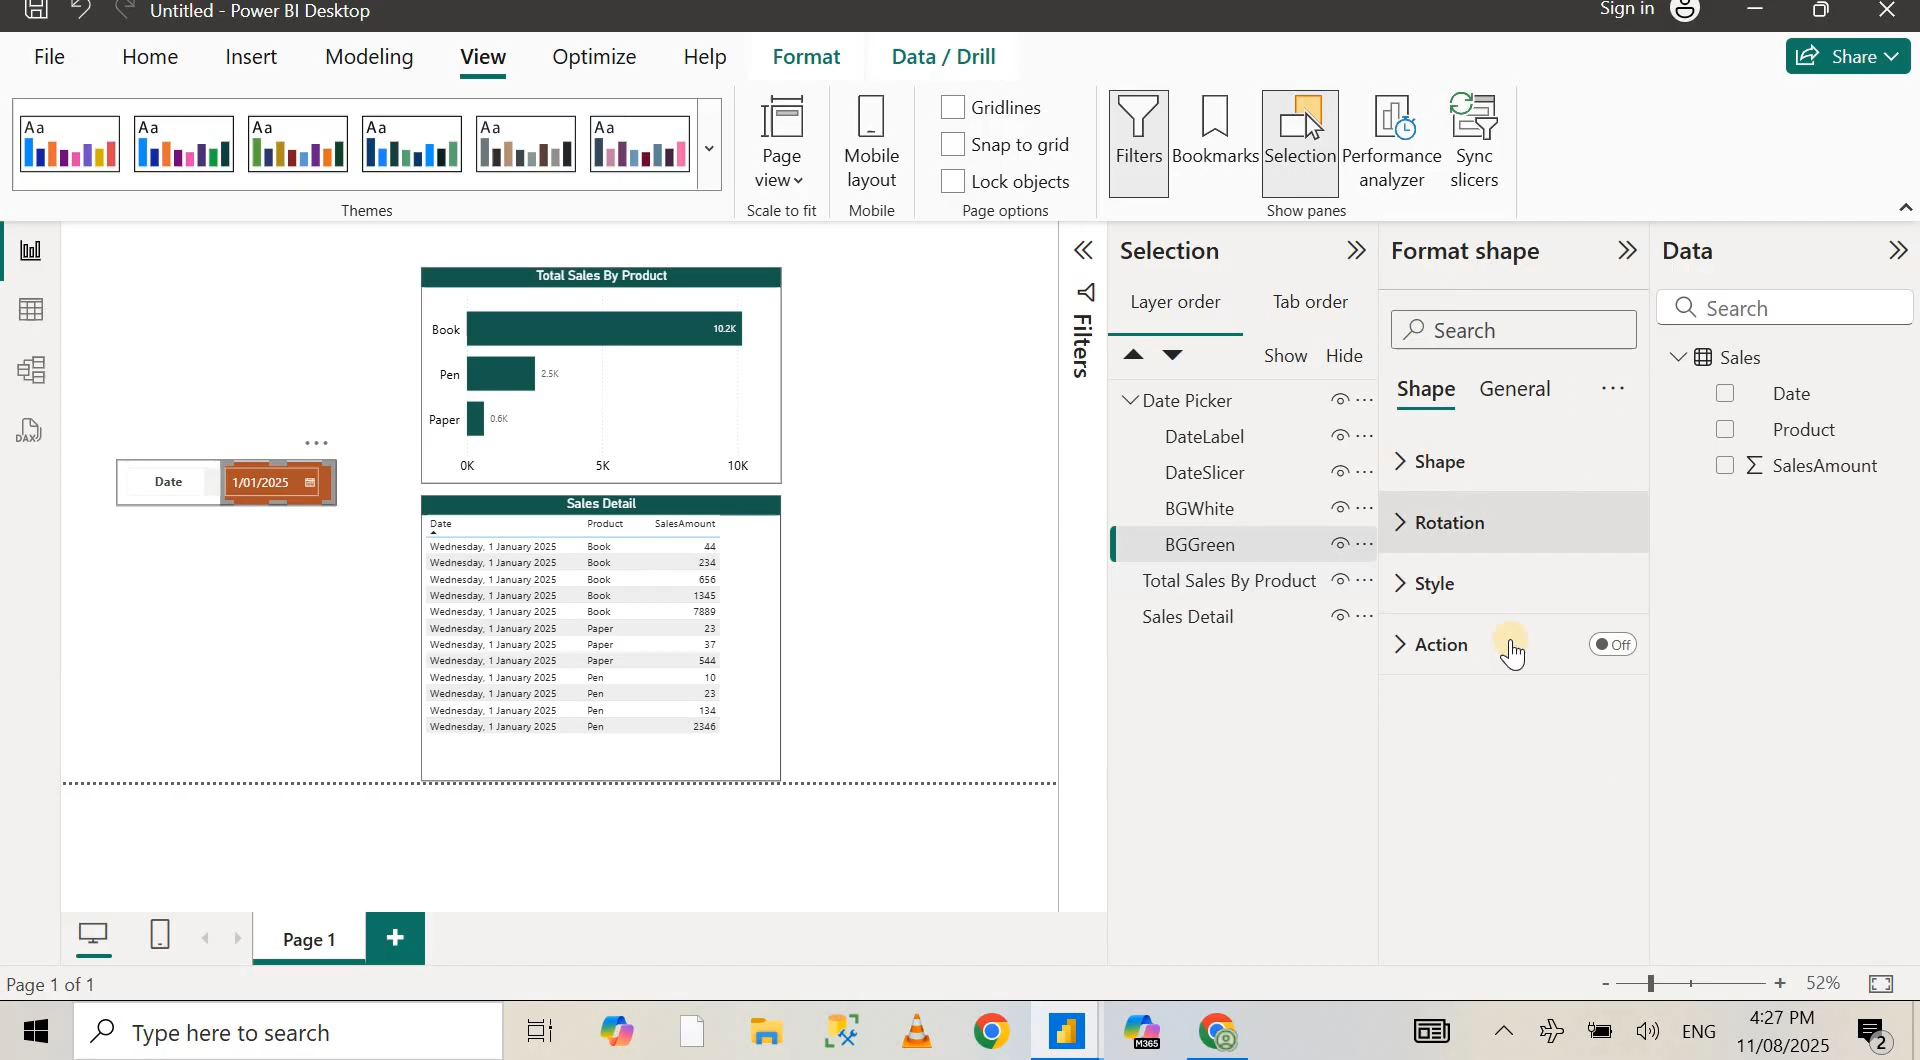 Untitled - Power BI Desktop
Sign in
File Home Insert Modeling View Optimize Help Format Data / Drill
Share
Aa Aa Aa Aa Aa Aa
Page view
Mobile layout
Gridlines
Snap to grid
Lock objects
Filters Bookmarks Selection Performance analyzer Sync slicers
Themes Scale to fit Mobile Page options Show panes
Total Sales By Product
Book 10.2K
Pen 2.5K
Paper 0.6K
0K 5K 10K
Date 1/01/2025
Sales Detail
Date Product SalesAmount
Wednesday, 1 January 2025 Book 44
Wednesday, 1 January 2025 Book 234
Wednesday, 1 January 2025 Book 656
Wednesday, 1 January 2025 Book 1345
Wednesday, 1 January 2025 Book 7889
Wednesday, 1 January 2025 Paper 23
Wednesday, 1 January 2025 Paper 37
Wednesday, 1 January 2025 Paper 544
Wednesday, 1 January 2025 Pen 10
Wednesday, 1 January 2025 Pen 23
Wednesday, 1 January 2025 Pen 134
Wednesday, 1 January 2025 Pen 2346
Filters
Selection
Layer order Tab order
Show Hide
Date Picker
DateLabel
DateSlicer
BGWhite
BGGreen
Total Sales By Product
Sales Detail
Format shape
Search
Shape General
Shape
Rotation
Style
Action Off
Data
Search
Sales
Date
Product
SalesAmount
DAX
Page 1
Page 1 of 1
52%
Type here to search
M365
ENG
4:27 PM
11/08/2025
2